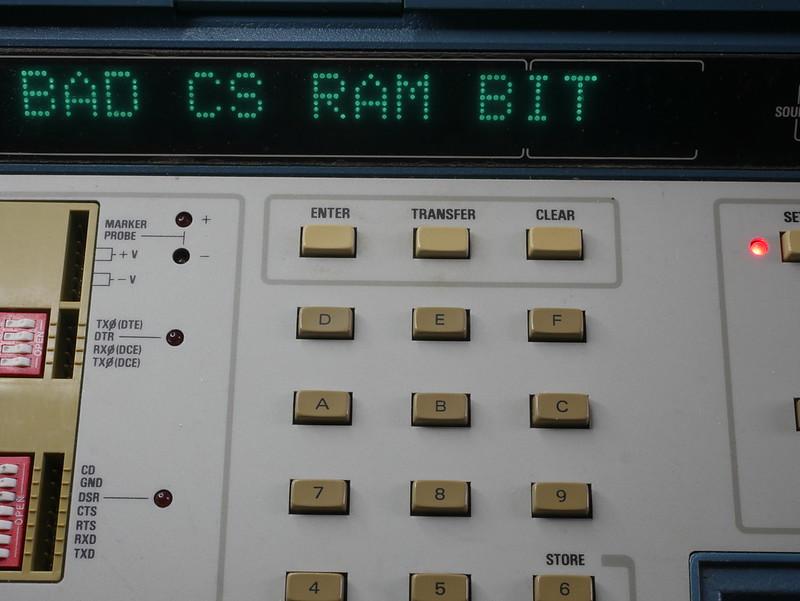 BAD CS RAM BIT
MARKER
PROBE
+
−
+ V
− V
ENTER
TRANSFER
CLEAR
TXØ(DTE)
DTR
RXØ(DCE)
TXØ(DCE)
OPEN
D
E
F
A
B
C
CD
GND
DSR
CTS
RTS
RXD
TXD
OPEN
7
8
9
STORE
4
5
6